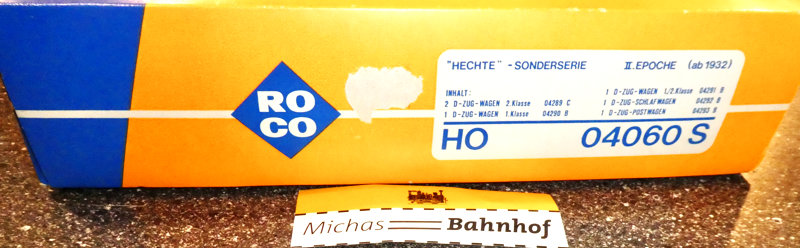 RO
CO
"HECHTE" - SONDERSERIE II. EPOCHE (ab 1932)
INHALT:
2 D-ZUG-WAGEN 2.Klasse 04289 C
1 D-ZUG-WAGEN 1.Klasse 04290 B
1 D-ZUG-WAGEN 1./2.Klasse 04291 B
1 D-ZUG-SCHLAFWAGEN 04292 B
1 D-ZUG-POSTWAGEN 04293 B
HO 04060 S
Michas Bahnhof